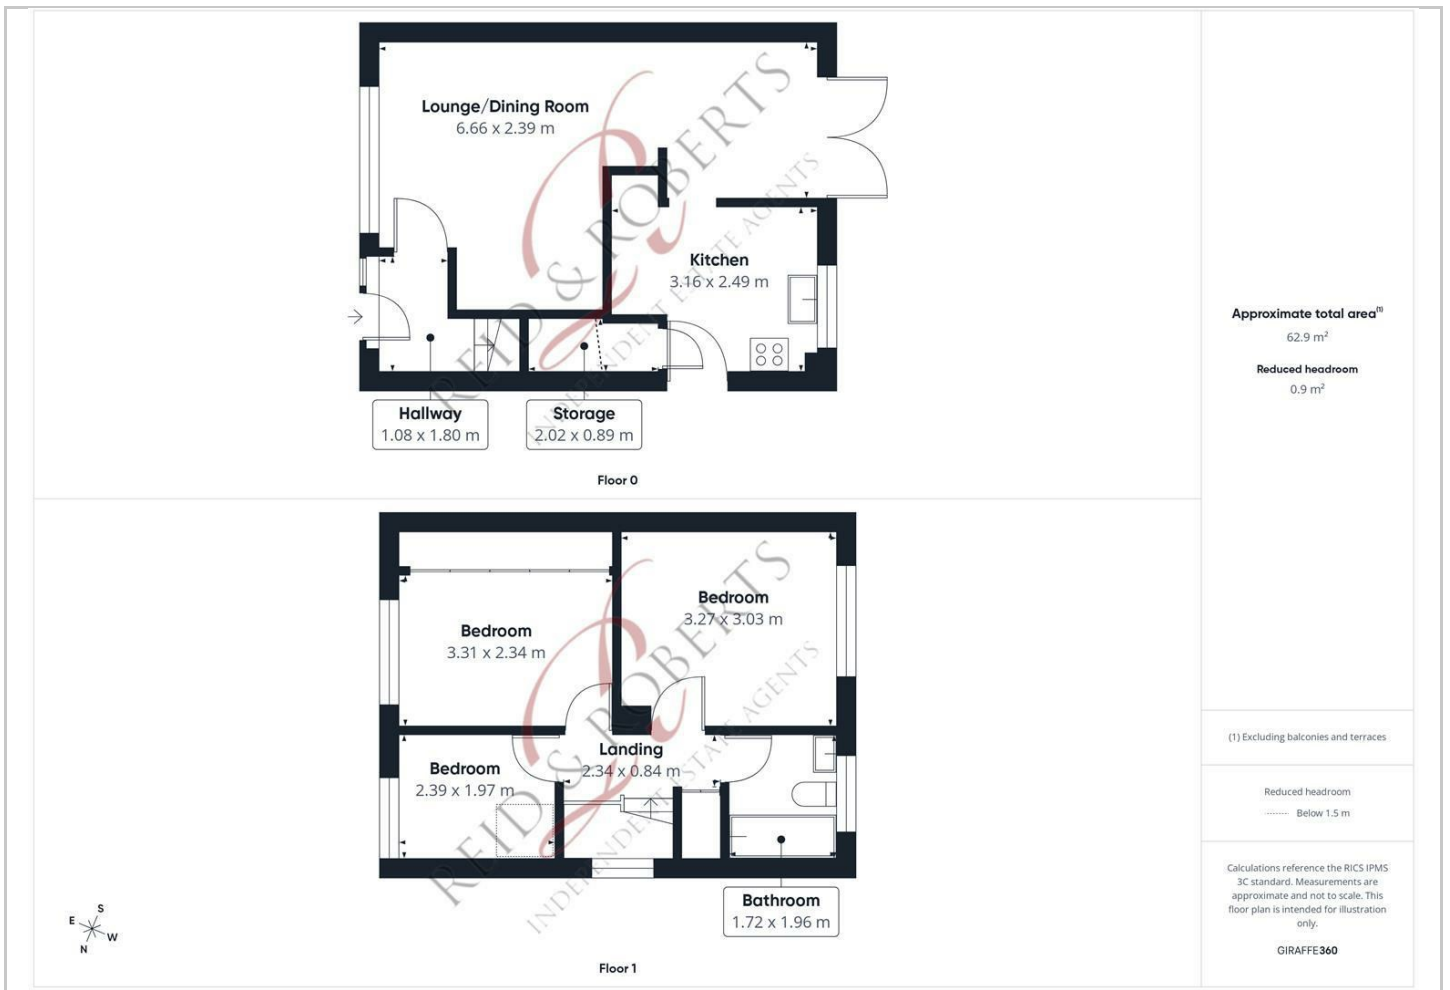 Lounge/Dining Room
6.66 x 2.39 m
Kitchen
3.16 x 2.49 m
Hallway
1.08 x 1.80 m
Storage
2.02 x 0.89 m
Floor 0
REID & ROBERTS
INDEPENDENT ESTATE AGENTS
Bedroom
3.31 x 2.34 m
Bedroom
3.27 x 3.03 m
Bedroom
2.39 x 1.97 m
Landing
2.34 x 0.84 m
Bathroom
1.72 x 1.96 m
Floor 1
REID & ROBERTS
INDEPENDENT ESTATE AGENTS
S
E
W
N
Approximate total area(1)
62.9 m²
Reduced headroom
0.9 m²
(1) Excluding balconies and terraces
Reduced headroom
Below 1.5 m
Calculations reference the RICS IPMS
3C standard. Measurements are
approximate and not to scale. This
floor plan is intended for illustration
only.
GIRAFFE360